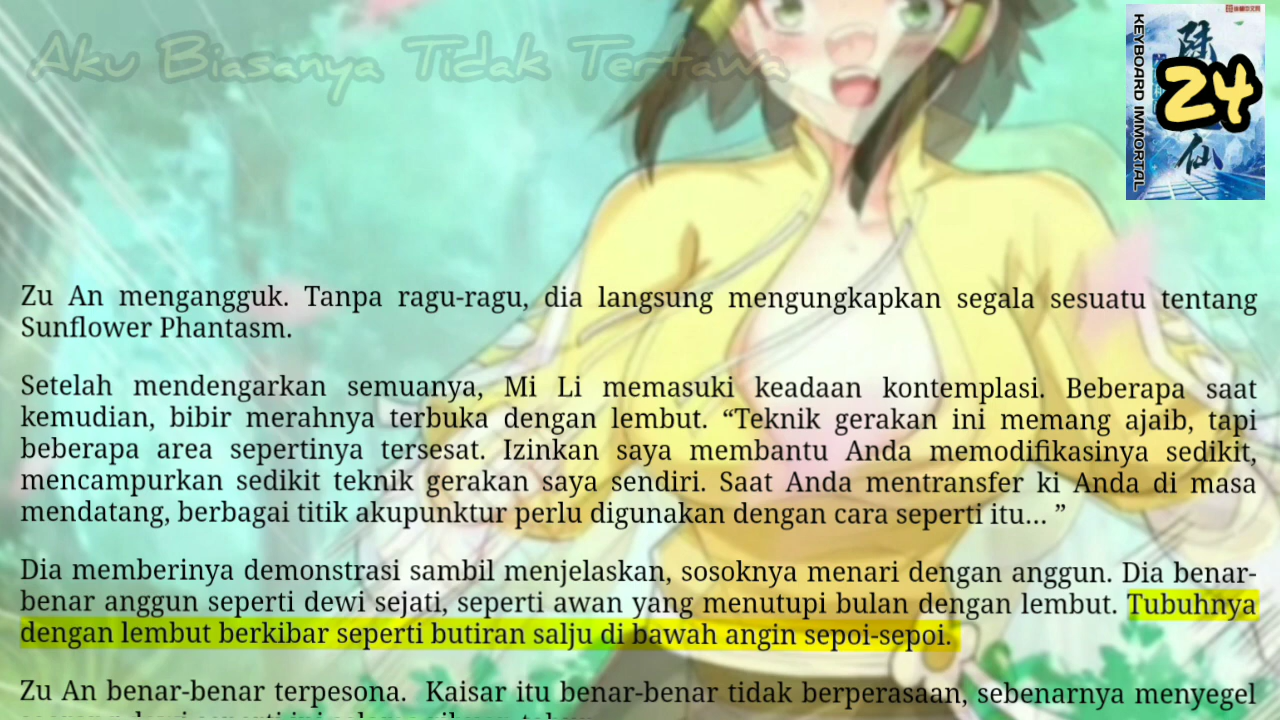 Aku Biasanya Tidak Tertawa
KEYBOARD IMMORTAL
陆
仙
24
Zu An mengangguk. Tanpa ragu-ragu, dia langsung mengungkapkan segala sesuatu tentang
Sunflower Phantasm.
Setelah mendengarkan semuanya, Mi Li memasuki keadaan kontemplasi. Beberapa saat
kemudian, bibir merahnya terbuka dengan lembut. “Teknik gerakan ini memang ajaib, tapi
beberapa area sepertinya tersesat. Izinkan saya membantu Anda memodifikasinya sedikit,
mencampurkan sedikit teknik gerakan saya sendiri. Saat Anda mentransfer ki Anda di masa
mendatang, berbagai titik akupunktur perlu digunakan dengan cara seperti itu… ”
Dia memberinya demonstrasi sambil menjelaskan, sosoknya menari dengan anggun. Dia benar-
benar anggun seperti dewi sejati, seperti awan yang menutupi bulan dengan lembut. Tubuhnya
dengan lembut berkibar seperti butiran salju di bawah angin sepoi-sepoi.
Zu An benar-benar terpesona. Kaisar itu benar-benar tidak berperasaan, sebenarnya menyegel